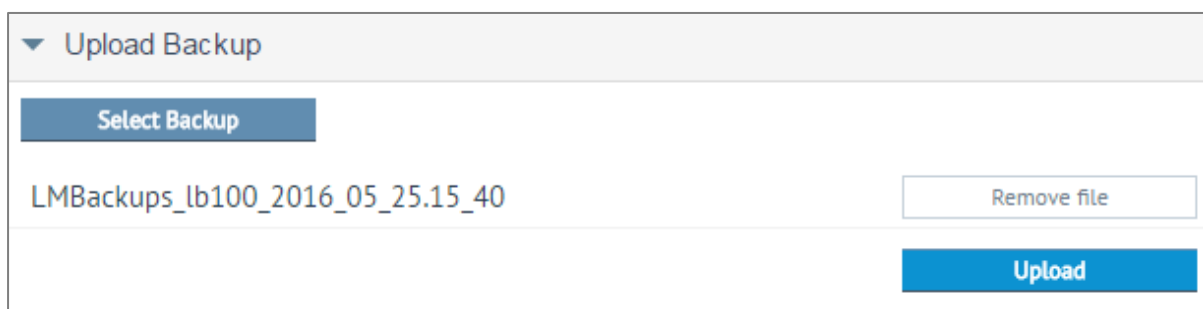 Upload Backup
Select Backup
LMBackups_lb100_2016_05_25.15_40
Remove file
Upload